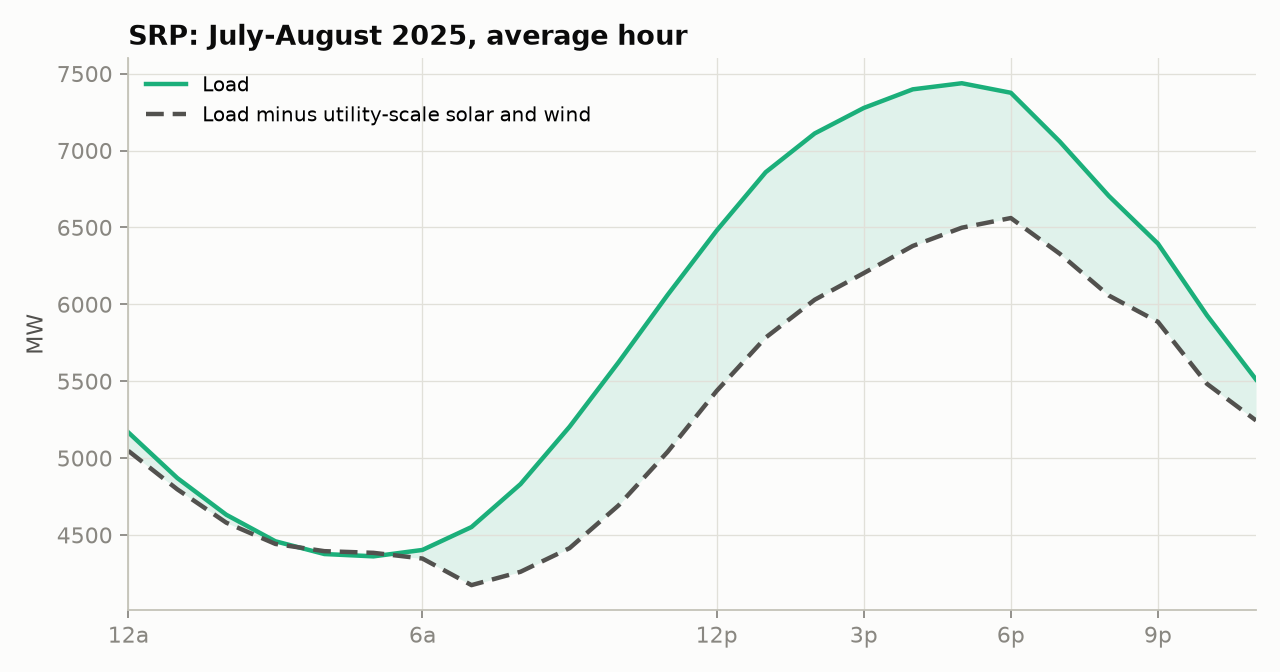 SRP: July-August 2025, average hour
Load
Load minus utility-scale solar and wind
7500
7000
6500
6000
5500
5000
4500
MW
12a
6a
12p
3p
6p
9p